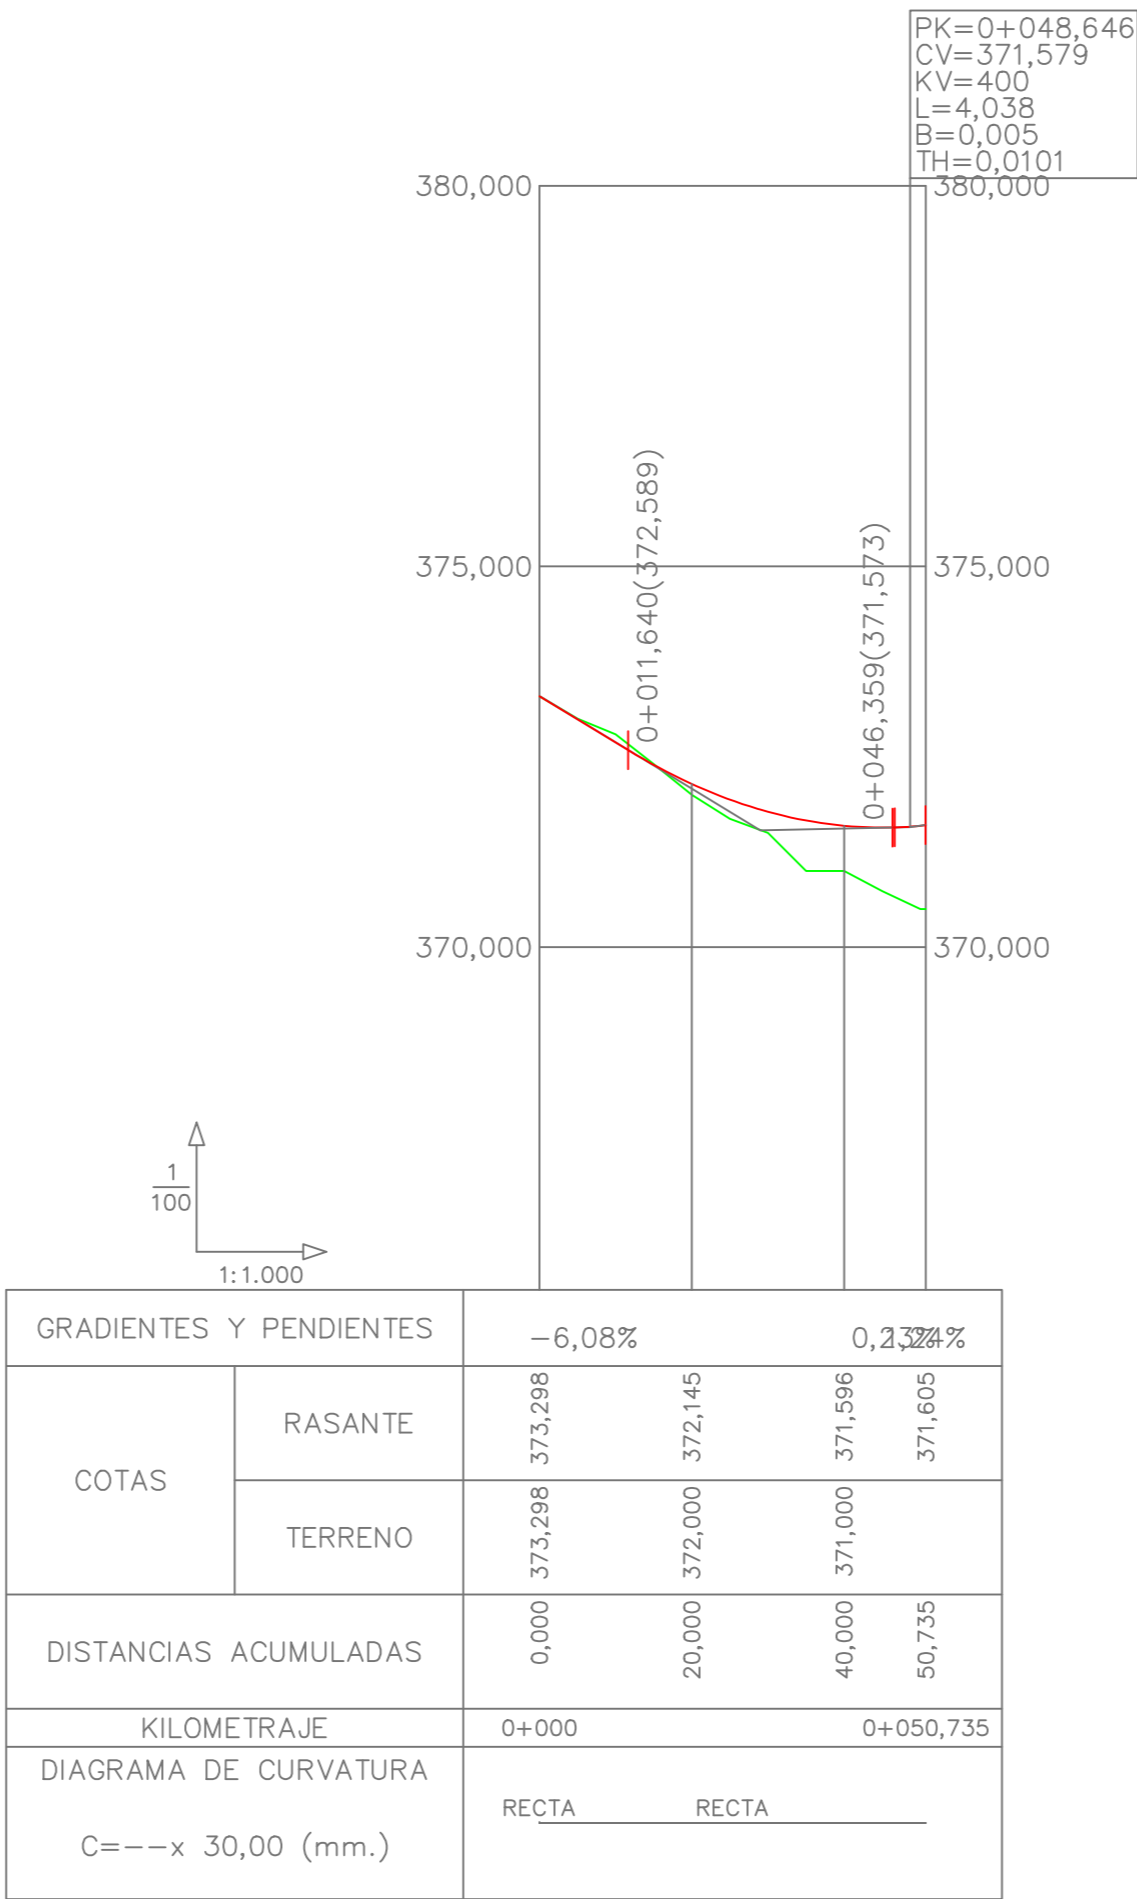 PK=0+048,646
CV=371,579
KV=400
L=4,038
B=0,005
TH=0,0101
380,000 380,000
0+011,640(372,589)
0+046,359(371,573)
375,000 375,000
370,000 370,000
1
100
1:1.000
GRADIENTES Y PENDIENTES -6,08% 0,23% 1,24%
COTAS
RASANTE 373,298 372,145 371,596 371,605
TERRENO 373,298 372,000 371,000
DISTANCIAS ACUMULADAS 0,000 20,000 40,000 50,735
KILOMETRAJE 0+000 0+050,735
DIAGRAMA DE CURVATURA
RECTA RECTA
C=--x 30,00 (mm.)